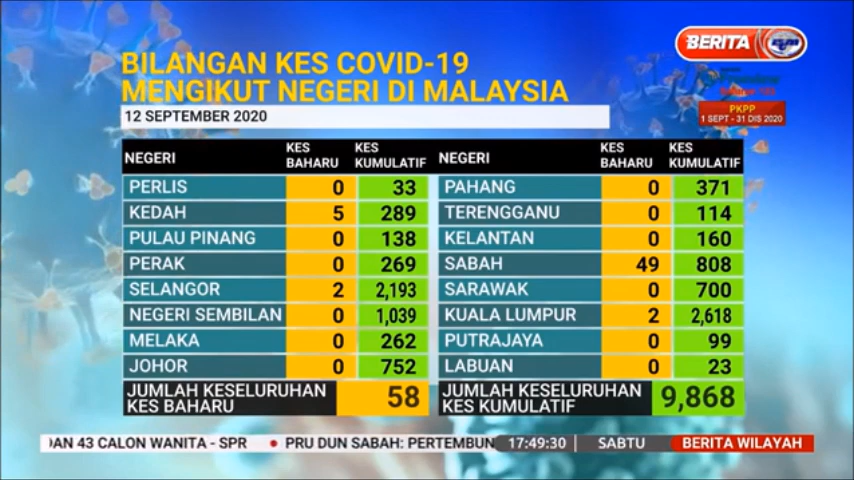 BERITA
BILANGAN KES COVID-19
MENGIKUT NEGERI DI MALAYSIA
PKPP
1 SEPT - 31 DIS 2020
12 SEPTEMBER 2020
NEGERI KES BAHARU KES KUMULATIF NEGERI KES BAHARU KES KUMULATIF
PERLIS 0 33 PAHANG 0 371
KEDAH 5 289 TERENGGANU 0 114
PULAU PINANG 0 138 KELANTAN 0 160
PERAK 0 269 SABAH 49 808
SELANGOR 2 2,193 SARAWAK 0 700
NEGERI SEMBILAN 0 1,039 KUALA LUMPUR 2 2,618
MELAKA 0 262 PUTRAJAYA 0 99
JOHOR 0 752 LABUAN 0 23
JUMLAH KESELURUHAN KES BAHARU 58 JUMLAH KESELURUHAN KES KUMULATIF 9,868
DAN 43 CALON WANITA - SPR • PRU DUN SABAH: PERTEMBUN 17:49:30 SABTU BERITA WILAYAH